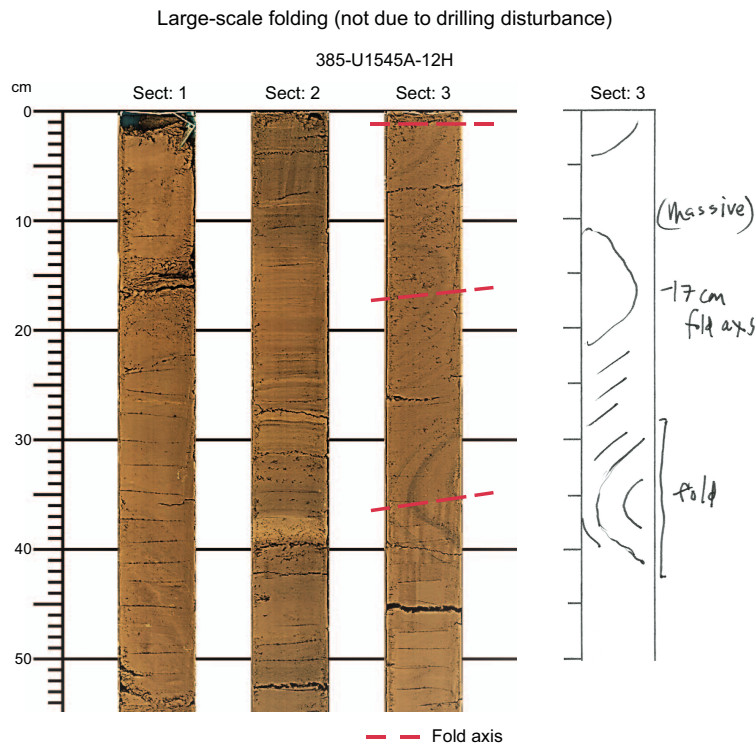 Large-scale folding (not due to drilling disturbance)
385-U1545A-12H
cm
Sect: 1
Sect: 2
Sect: 3
Sect: 3
0
10
20
30
40
50
(Massive)
~17 cm
fold axis
fold
Fold axis